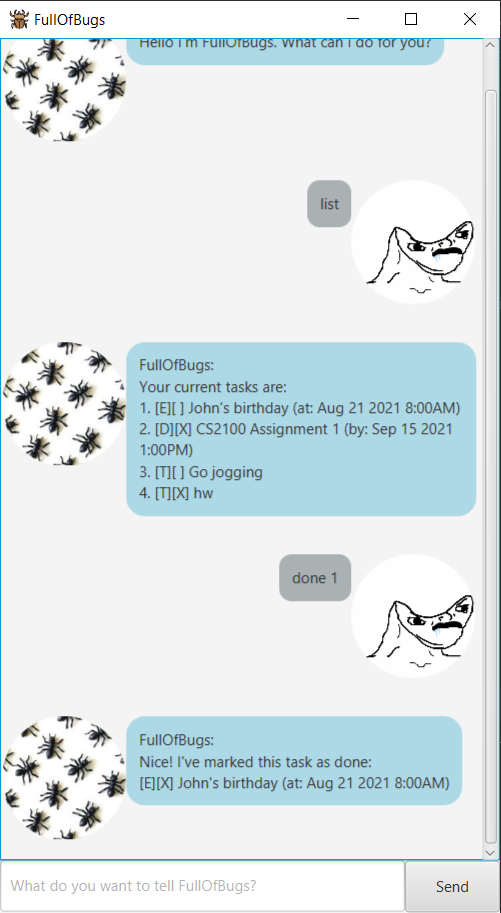 FullOfBugs
Hello I'm FullOfBugs. What can I do for you?
list
FullOfBugs:
Your current tasks are:
1. [E][ ] John's birthday (at: Aug 21 2021 8:00AM)
2. [D][X] CS2100 Assignment 1 (by: Sep 15 2021
1:00PM)
3. [T][ ] Go jogging
4. [T][X] hw
done 1
FullOfBugs:
Nice! I've marked this task as done:
[E][X] John's birthday (at: Aug 21 2021 8:00AM)
What do you want to tell FullOfBugs?
Send